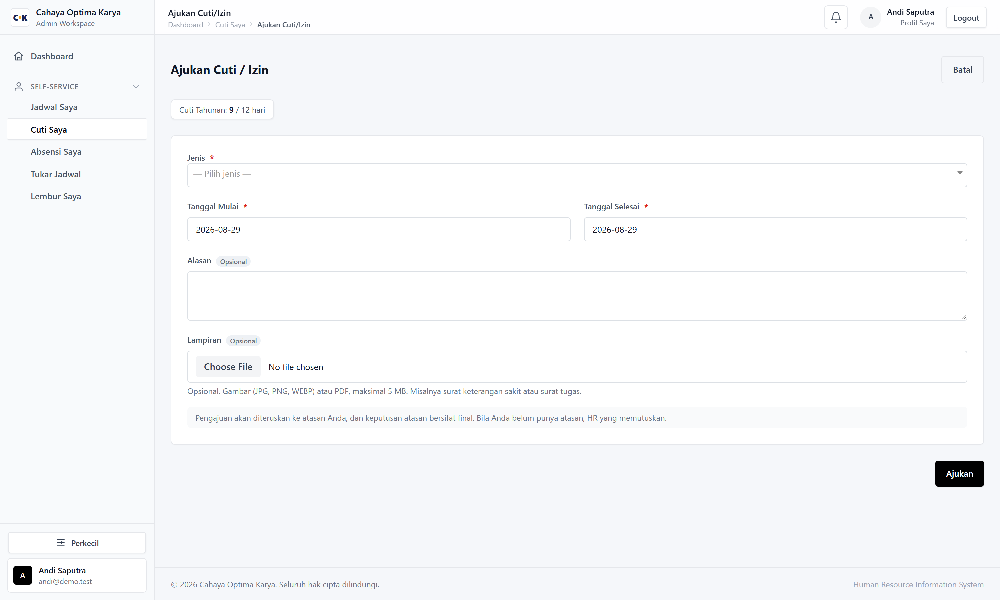 C•K
Cahaya Optima Karya
Admin Workspace
Ajukan Cuti/Izin
Dashboard > Cuti Saya > Ajukan Cuti/Izin
A
Andi Saputra
Profil Saya
Logout
Dashboard
SELF-SERVICE
Jadwal Saya
Cuti Saya
Absensi Saya
Tukar Jadwal
Lembur Saya
Ajukan Cuti / Izin
Batal
Cuti Tahunan: 9 / 12 hari
Jenis *
— Pilih jenis —
Tanggal Mulai *
2026-08-29
Tanggal Selesai *
2026-08-29
Alasan Opsional
Lampiran Opsional
Choose File No file chosen
Opsional. Gambar (JPG, PNG, WEBP) atau PDF, maksimal 5 MB. Misalnya surat keterangan sakit atau surat tugas.
Pengajuan akan diteruskan ke atasan Anda, dan keputusan atasan bersifat final. Bila Anda belum punya atasan, HR yang memutuskan.
Ajukan
Perkecil
A
Andi Saputra
andi@demo.test
© 2026 Cahaya Optima Karya. Seluruh hak cipta dilindungi.
Human Resource Information System